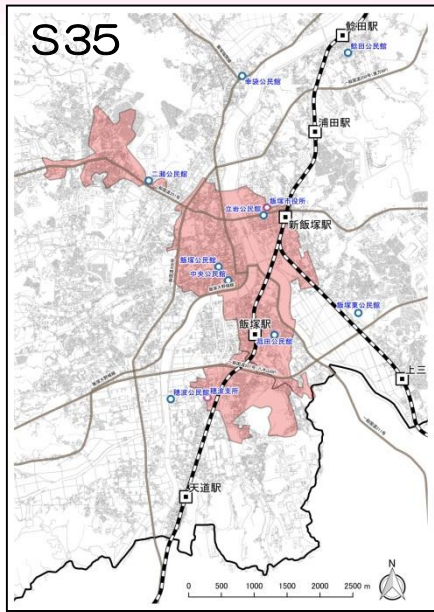 S35
鯰田駅
鯰田公民館
幸袋公民館
浦田駅
二瀬公民館
飯塚市役所
立岩公民館
新飯塚駅
飯塚公民館
中央公民館
飯塚東公民館
飯塚駅
菰田公民館
上三
穂波公民館
穂波支所
天道駅
N
0 500 1000 1500 2000 2500 m